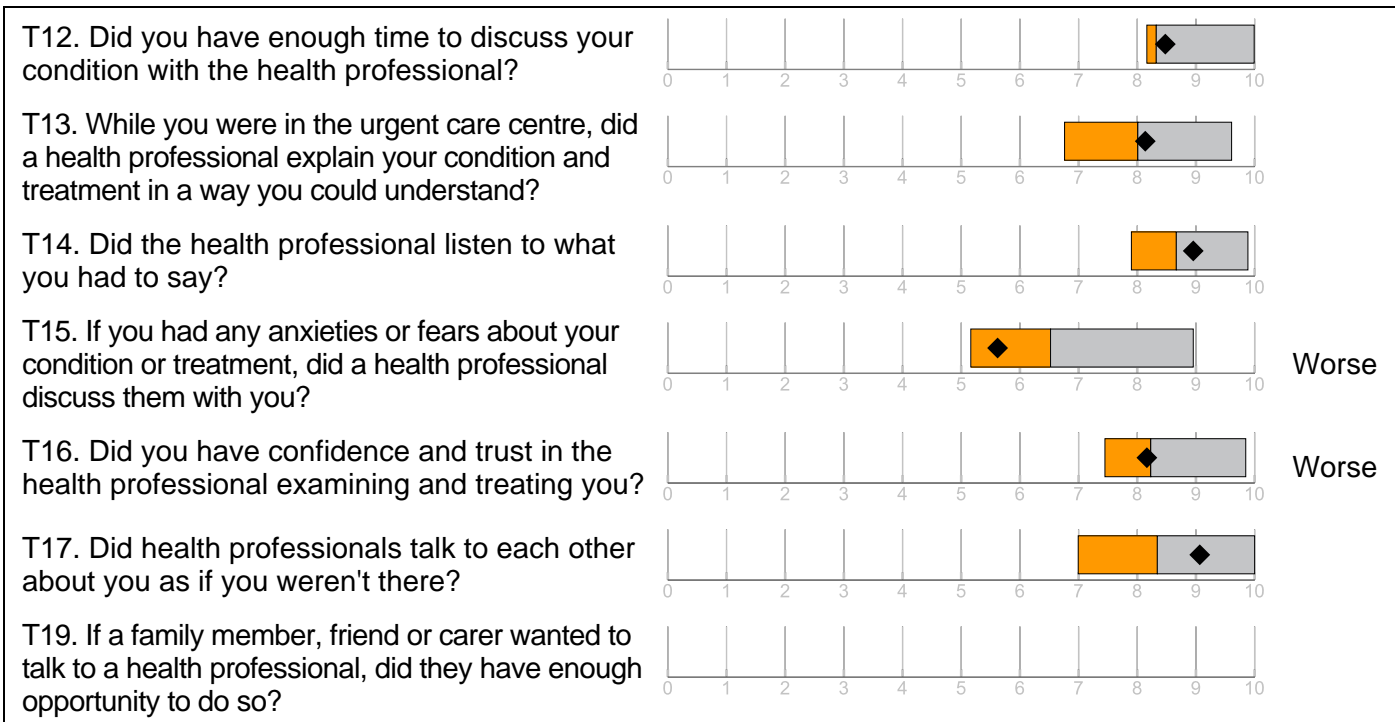 T12. Did you have enough time to discuss your
condition with the health professional?
0 1 2 3 4 5 6 7 8 9 10
T13. While you were in the urgent care centre, did
a health professional explain your condition and
treatment in a way you could understand?
0 1 2 3 4 5 6 7 8 9 10
T14. Did the health professional listen to what
you had to say?
0 1 2 3 4 5 6 7 8 9 10
T15. If you had any anxieties or fears about your
condition or treatment, did a health professional
discuss them with you?
0 1 2 3 4 5 6 7 8 9 10
Worse
T16. Did you have confidence and trust in the
health professional examining and treating you?
0 1 2 3 4 5 6 7 8 9 10
Worse
T17. Did health professionals talk to each other
about you as if you weren't there?
0 1 2 3 4 5 6 7 8 9 10
T19. If a family member, friend or carer wanted to
talk to a health professional, did they have enough
opportunity to do so?
0 1 2 3 4 5 6 7 8 9 10